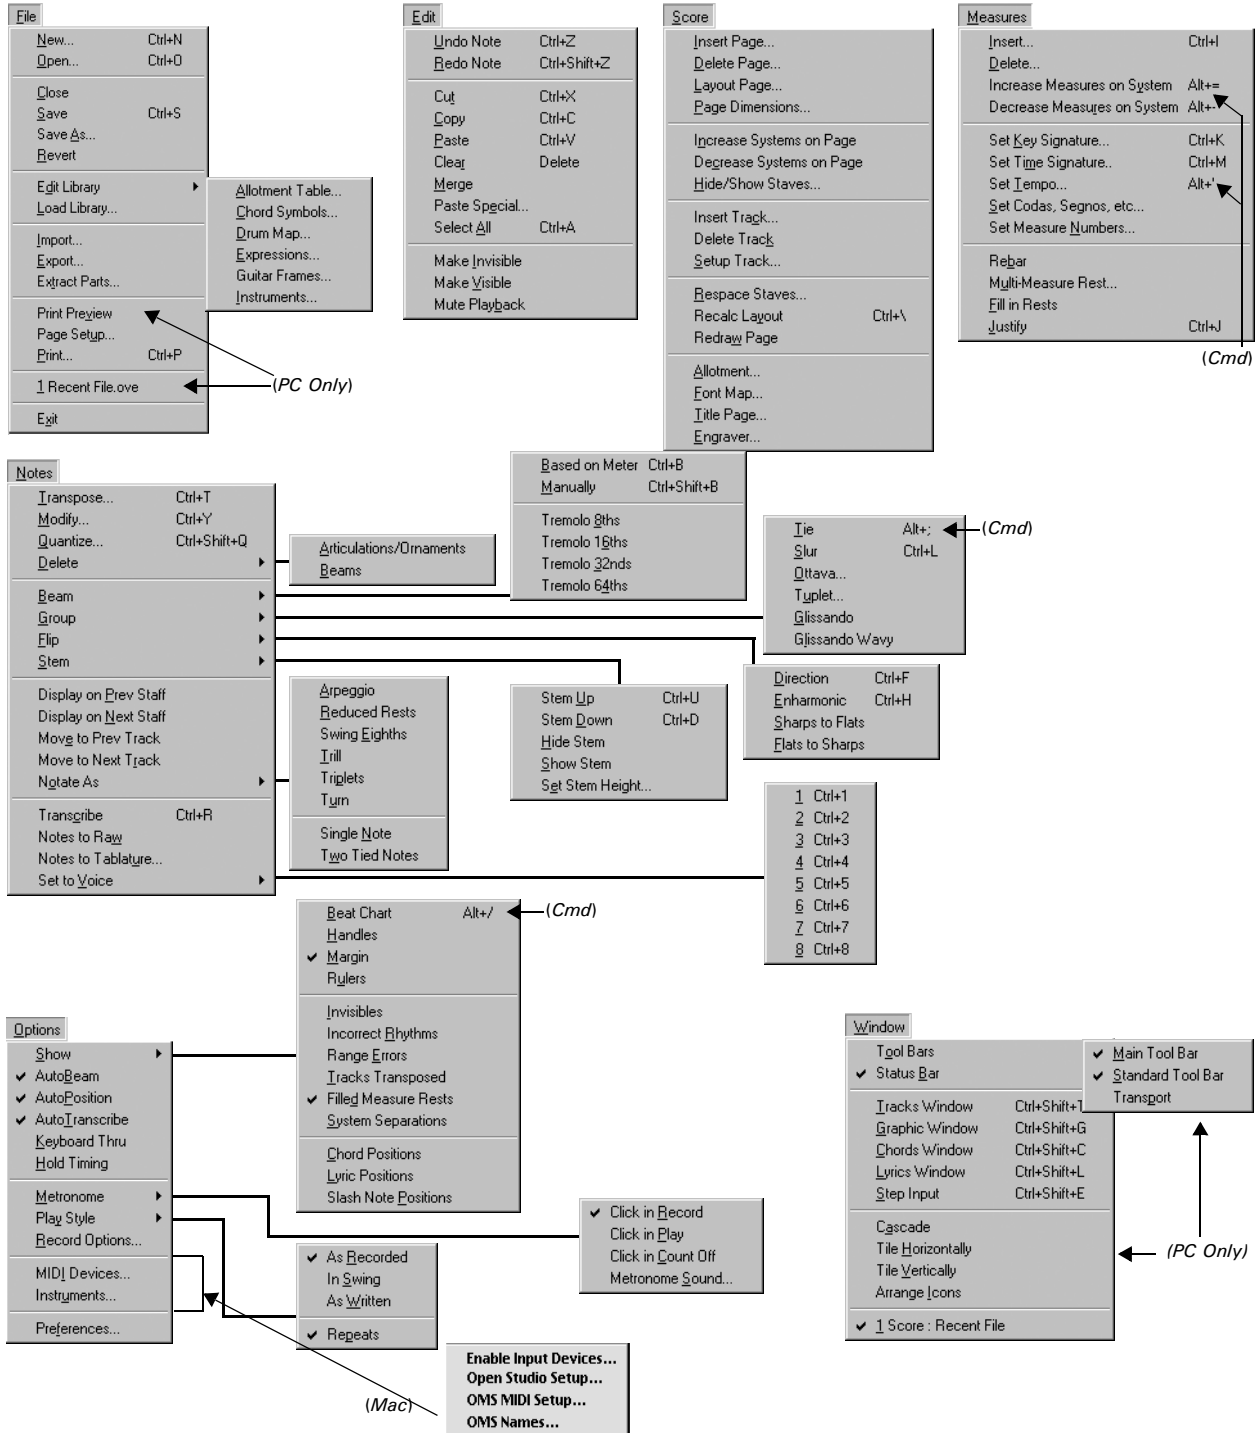 File
New... Ctrl+N
Open... Ctrl+O
Close
Save Ctrl+S
Save As...
Revert
Edit Library
Load Library...
Import...
Export...
Extract Parts...
Print Preview
Page Setup...
Print... Ctrl+P
1 Recent File.ove
Exit
Allotment Table...
Chord Symbols...
Drum Map...
Expressions...
Guitar Frames...
Instruments...
(PC Only)
Edit
Undo Note Ctrl+Z
Redo Note Ctrl+Shift+Z
Cut Ctrl+X
Copy Ctrl+C
Paste Ctrl+V
Clear Delete
Merge
Paste Special...
Select All Ctrl+A
Make Invisible
Make Visible
Mute Playback
Score
Insert Page...
Delete Page...
Layout Page...
Page Dimensions...
Increase Systems on Page
Decrease Systems on Page
Hide/Show Staves...
Insert Track...
Delete Track
Setup Track...
Respace Staves...
Recalc Layout Ctrl+\
Redraw Page
Allotment...
Font Map...
Title Page...
Engraver...
Measures
Insert... Ctrl+I
Delete...
Increase Measures on System Alt+=
Decrease Measures on System Alt+-
Set Key Signature... Ctrl+K
Set Time Signature.. Ctrl+M
Set Tempo... Alt+'
Set Codas, Segnos, etc...
Set Measure Numbers...
Rebar
Multi-Measure Rest...
Fill in Rests
Justify Ctrl+J
(Cmd)
Notes
Transpose... Ctrl+T
Modify... Ctrl+Y
Quantize... Ctrl+Shift+Q
Delete
Beam
Group
Flip
Stem
Display on Prev Staff
Display on Next Staff
Move to Prev Track
Move to Next Track
Notate As
Transcribe Ctrl+R
Notes to Raw
Notes to Tablature...
Set to Voice
Articulations/Ornaments
Beams
Based on Meter Ctrl+B
Manually Ctrl+Shift+B
Tremolo 8ths
Tremolo 16ths
Tremolo 32nds
Tremolo 64ths
Tie Alt+;
Slur Ctrl+L
Ottava...
Tuplet...
Glissando
Glissando Wavy
(Cmd)
Direction Ctrl+F
Enharmonic Ctrl+H
Sharps to Flats
Flats to Sharps
Stem Up Ctrl+U
Stem Down Ctrl+D
Hide Stem
Show Stem
Set Stem Height...
Arpeggio
Reduced Rests
Swing Eighths
Trill
Triplets
Turn
Single Note
Two Tied Notes
1 Ctrl+1
2 Ctrl+2
3 Ctrl+3
4 Ctrl+4
5 Ctrl+5
6 Ctrl+6
7 Ctrl+7
8 Ctrl+8
Options
Show
AutoBeam
AutoPosition
AutoTranscribe
Keyboard Thru
Hold Timing
Metronome
Play Style
Record Options...
MIDI Devices...
Instruments...
Preferences...
Beat Chart Alt+/
Handles
Margin
Rulers
Invisibles
Incorrect Rhythms
Range Errors
Tracks Transposed
Filled Measure Rests
System Separations
Chord Positions
Lyric Positions
Slash Note Positions
(Cmd)
Click in Record
Click in Play
Click in Count Off
Metronome Sound...
As Recorded
In Swing
As Written
Repeats
(Mac)
Enable Input Devices...
Open Studio Setup...
OMS MIDI Setup...
OMS Names...
Window
Tool Bars
Status Bar
Tracks Window Ctrl+Shift+T
Graphic Window Ctrl+Shift+G
Chords Window Ctrl+Shift+C
Lyrics Window Ctrl+Shift+L
Step Input Ctrl+Shift+E
Cascade
Tile Horizontally
Tile Vertically
Arrange Icons
1 Score : Recent File
Main Tool Bar
Standard Tool Bar
Transport
(PC Only)